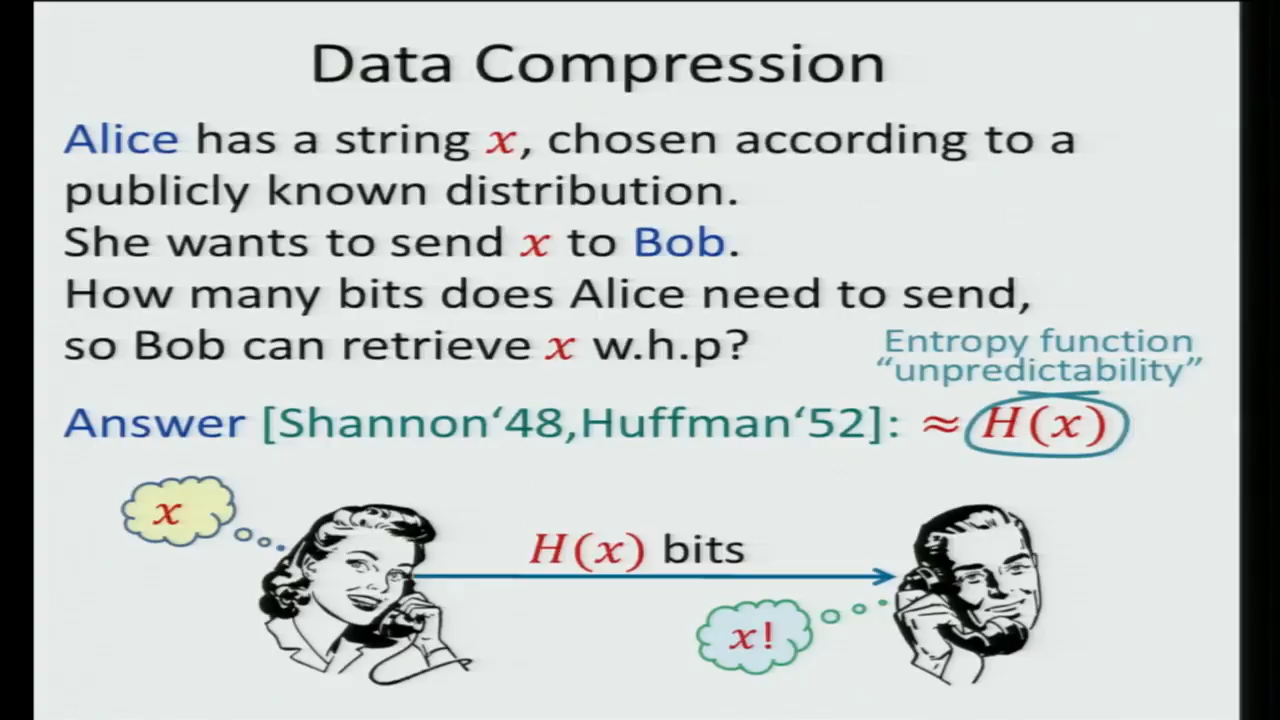 Data Compression
Alice has a string x, chosen according to a
publicly known distribution.
She wants to send x to Bob.
How many bits does Alice need to send,
so Bob can retrieve x w.h.p?
Entropy function
“unpredictability”
Answer [Shannon‘48,Huffman‘52]: ≈ H(x)
x
H(x) bits
x!